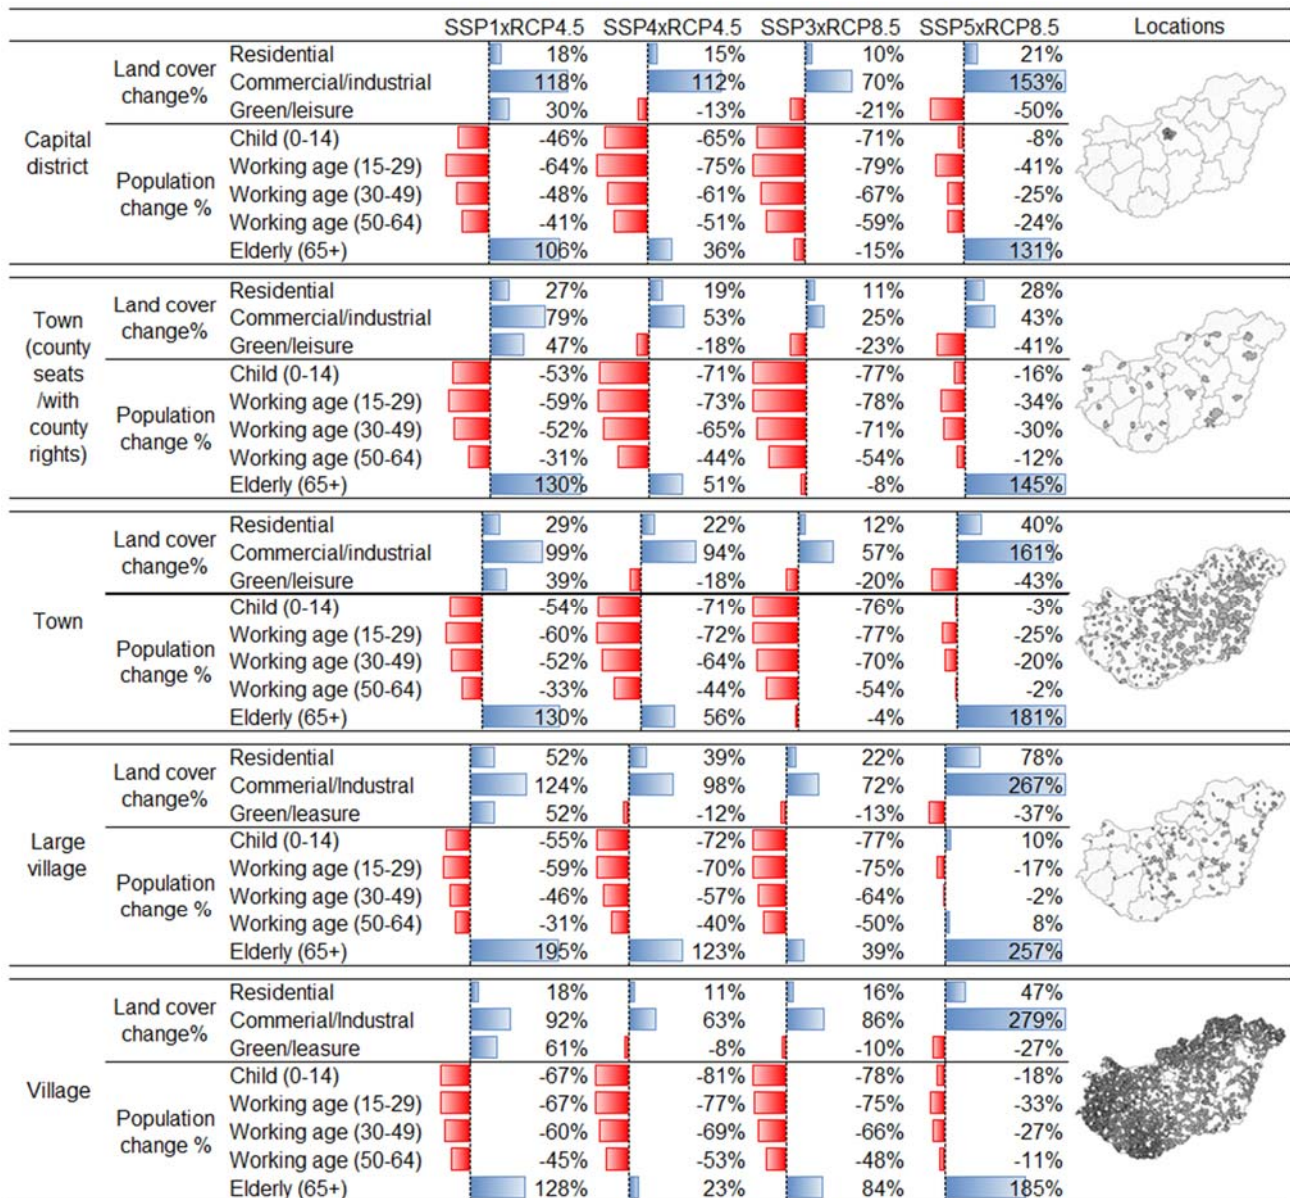 SSP1xRCP4.5 SSP4xRCP4.5 SSP3xRCP8.5 SSP5xRCP8.5 Locations
Capital district
Land cover change%
Residential 18% 15% 10% 21%
Commercial/industrial 118% 112% 70% 153%
Green/leisure 30% -13% -21% -50%
Population change %
Child (0-14) -46% -65% -71% -8%
Working age (15-29) -64% -75% -79% -41%
Working age (30-49) -48% -61% -67% -25%
Working age (50-64) -41% -51% -59% -24%
Elderly (65+) 106% 36% -15% 131%
Town (county seats /with county rights)
Land cover change%
Residential 27% 19% 11% 28%
Commercial/industrial 79% 53% 25% 43%
Green/leisure 47% -18% -23% -41%
Population change %
Child (0-14) -53% -71% -77% -16%
Working age (15-29) -59% -73% -78% -34%
Working age (30-49) -52% -65% -71% -30%
Working age (50-64) -31% -44% -54% -12%
Elderly (65+) 130% 51% -8% 145%
Town
Land cover change%
Residential 29% 22% 12% 40%
Commercial/industrial 99% 94% 57% 161%
Green/leisure 39% -18% -20% -43%
Population change %
Child (0-14) -54% -71% -76% -3%
Working age (15-29) -60% -72% -77% -25%
Working age (30-49) -52% -64% -70% -20%
Working age (50-64) -33% -44% -54% -2%
Elderly (65+) 130% 56% -4% 181%
Large village
Land cover change%
Residential 52% 39% 22% 78%
Commerial/Industral 124% 98% 72% 267%
Green/leasure 52% -12% -13% -37%
Population change %
Child (0-14) -55% -72% -77% 10%
Working age (15-29) -59% -70% -75% -17%
Working age (30-49) -46% -57% -64% -2%
Working age (50-64) -31% -40% -50% 8%
Elderly (65+) 195% 123% 39% 257%
Village
Land cover change%
Residential 18% 11% 16% 47%
Commerial/Industral 92% 63% 86% 279%
Green/leasure 61% -8% -10% -27%
Population change %
Child (0-14) -67% -81% -78% -18%
Working age (15-29) -67% -77% -75% -33%
Working age (30-49) -60% -69% -66% -27%
Working age (50-64) -45% -53% -48% -11%
Elderly (65+) 128% 23% 84% 185%